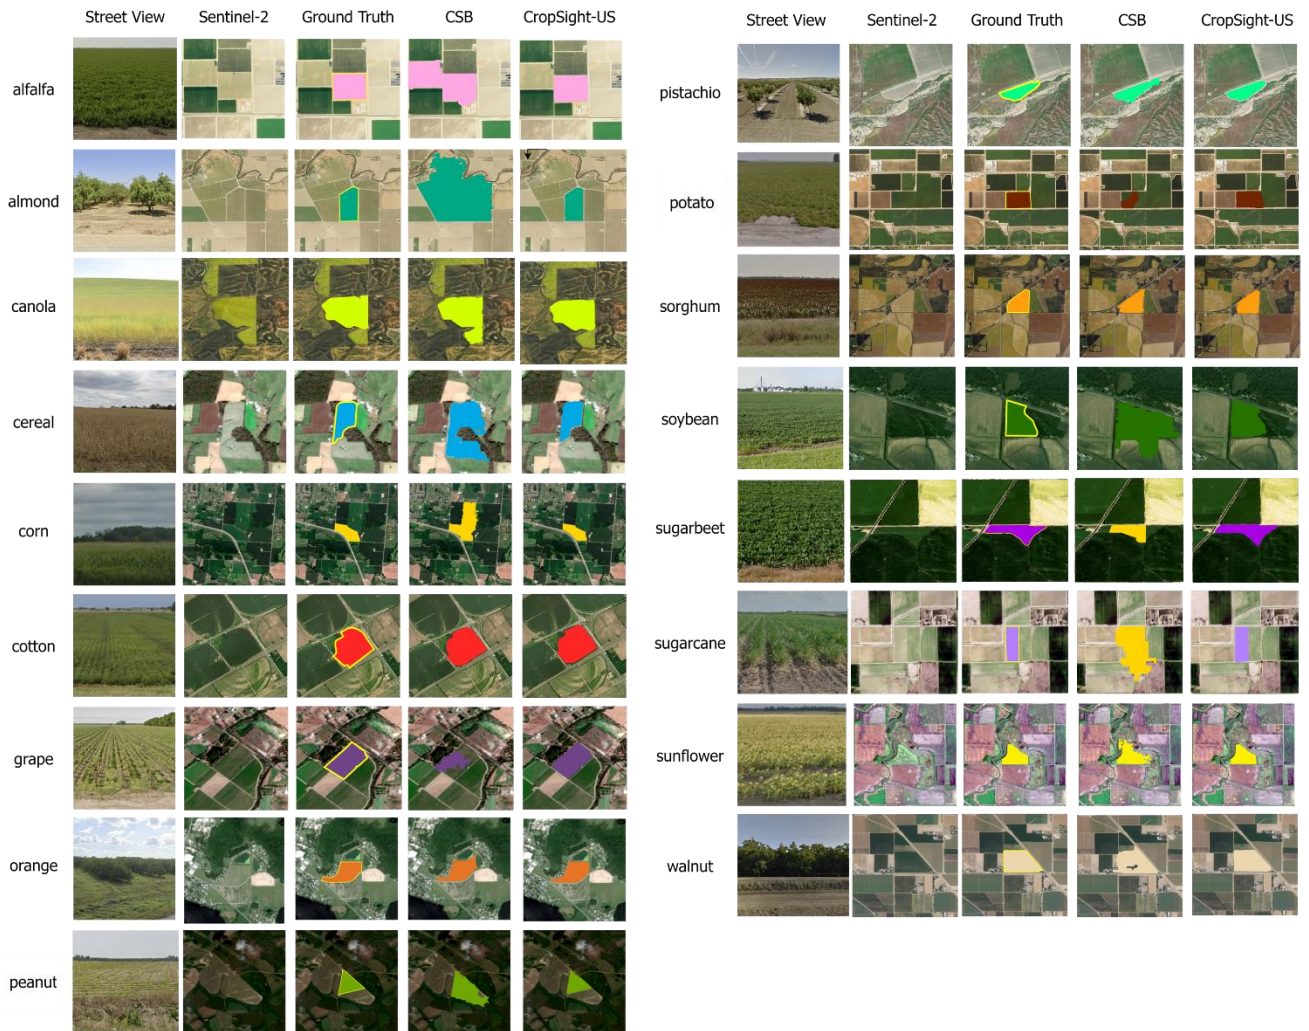 Street View Sentinel-2 Ground Truth CSB CropSight-US
alfalfa
almond
canola
cereal
corn
cotton
grape
orange
peanut
Street View Sentinel-2 Ground Truth CSB CropSight-US
pistachio
potato
sorghum
soybean
sugarbeet
sugarcane
sunflower
walnut